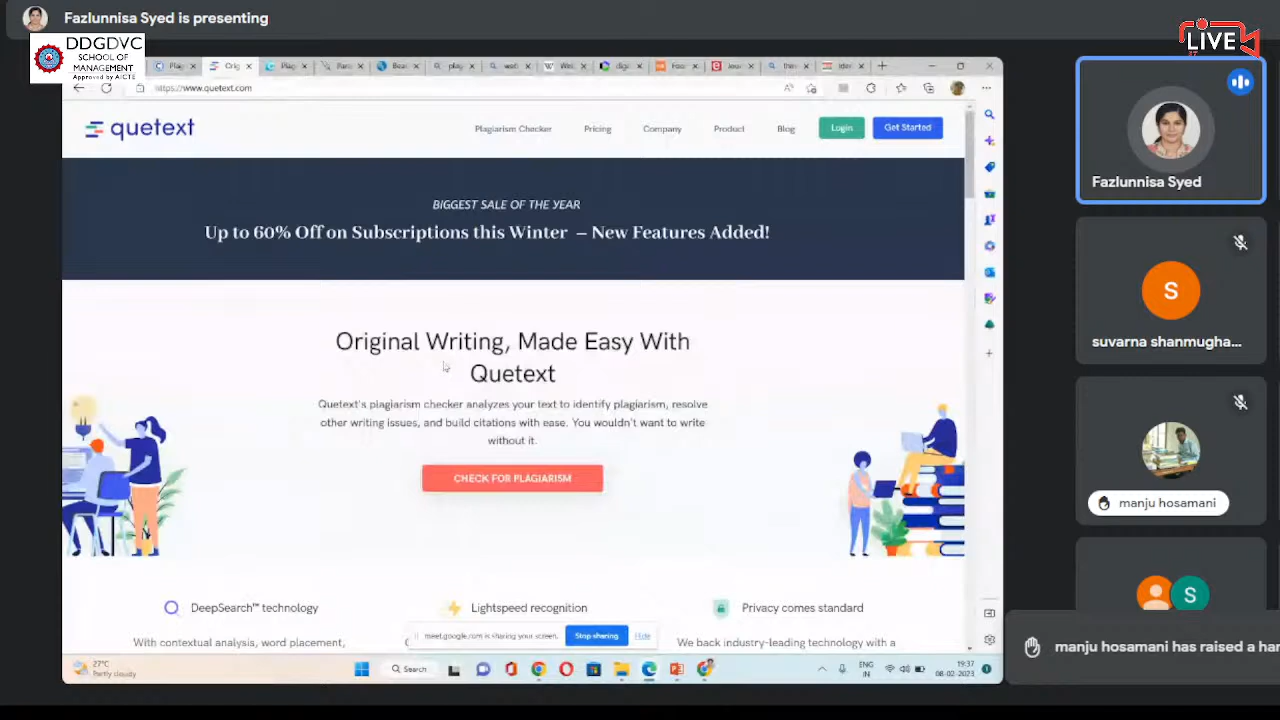 Fazlunnisa Syed is presenting
LIVE
DDGDVC
SCHOOL OF
MANAGEMENT
Approved by AICTE
https://www.quetext.com
quetext
Plagiarism Checker
Pricing
Company
Product
Blog
Login
Get Started
BIGGEST SALE OF THE YEAR
Up to 60% Off on Subscriptions this Winter – New Features Added!
Original Writing, Made Easy With
Quetext
Quetext's plagiarism checker analyzes your text to identify plagiarism, resolve
other writing issues, and build citations with ease. You wouldn't want to write
without it.
CHECK FOR PLAGIARISM
DeepSearch™ technology
Lightspeed recognition
Privacy comes standard
With contextual analysis, word placement,
We back industry-leading technology with a
meet.google.com is sharing your screen.
Stop sharing
Hide
27°C
Partly cloudy
Search
ENG
IN
19:37
08-02-2023
Fazlunnisa Syed
S
suvarna shanmugha...
manju hosamani
S
manju hosamani has raised a han